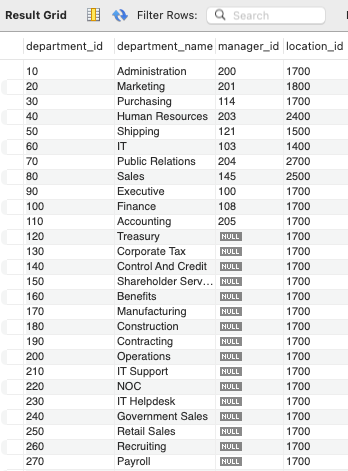 Result Grid Filter Rows: Search
department_id department_name manager_id location_id
10 Administration 200 1700
20 Marketing 201 1800
30 Purchasing 114 1700
40 Human Resources 203 2400
50 Shipping 121 1500
60 IT 103 1400
70 Public Relations 204 2700
80 Sales 145 2500
90 Executive 100 1700
100 Finance 108 1700
110 Accounting 205 1700
120 Treasury NULL 1700
130 Corporate Tax NULL 1700
140 Control And Credit NULL 1700
150 Shareholder Serv... NULL 1700
160 Benefits NULL 1700
170 Manufacturing NULL 1700
180 Construction NULL 1700
190 Contracting NULL 1700
200 Operations NULL 1700
210 IT Support NULL 1700
220 NOC NULL 1700
230 IT Helpdesk NULL 1700
240 Government Sales NULL 1700
250 Retail Sales NULL 1700
260 Recruiting NULL 1700
270 Payroll NULL 1700